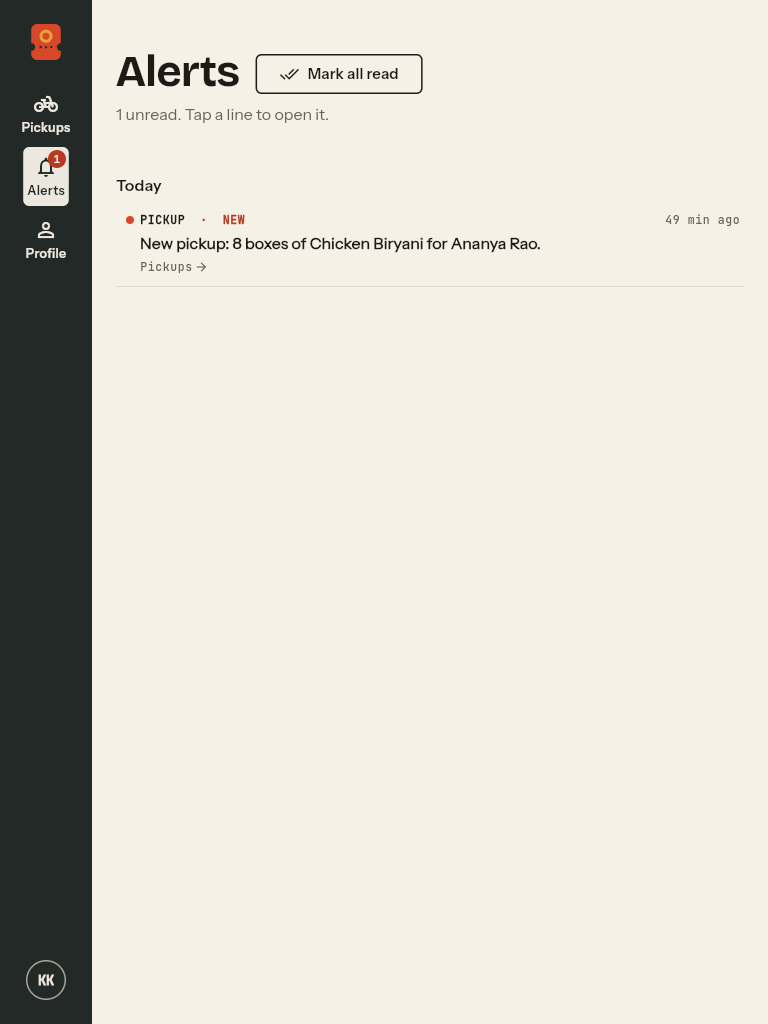 Pickups
1
Alerts
Profile
KK
Alerts
Mark all read
1 unread. Tap a line to open it.
Today
PICKUP · NEW 49 min ago
New pickup: 8 boxes of Chicken Biryani for Ananya Rao.
Pickups →